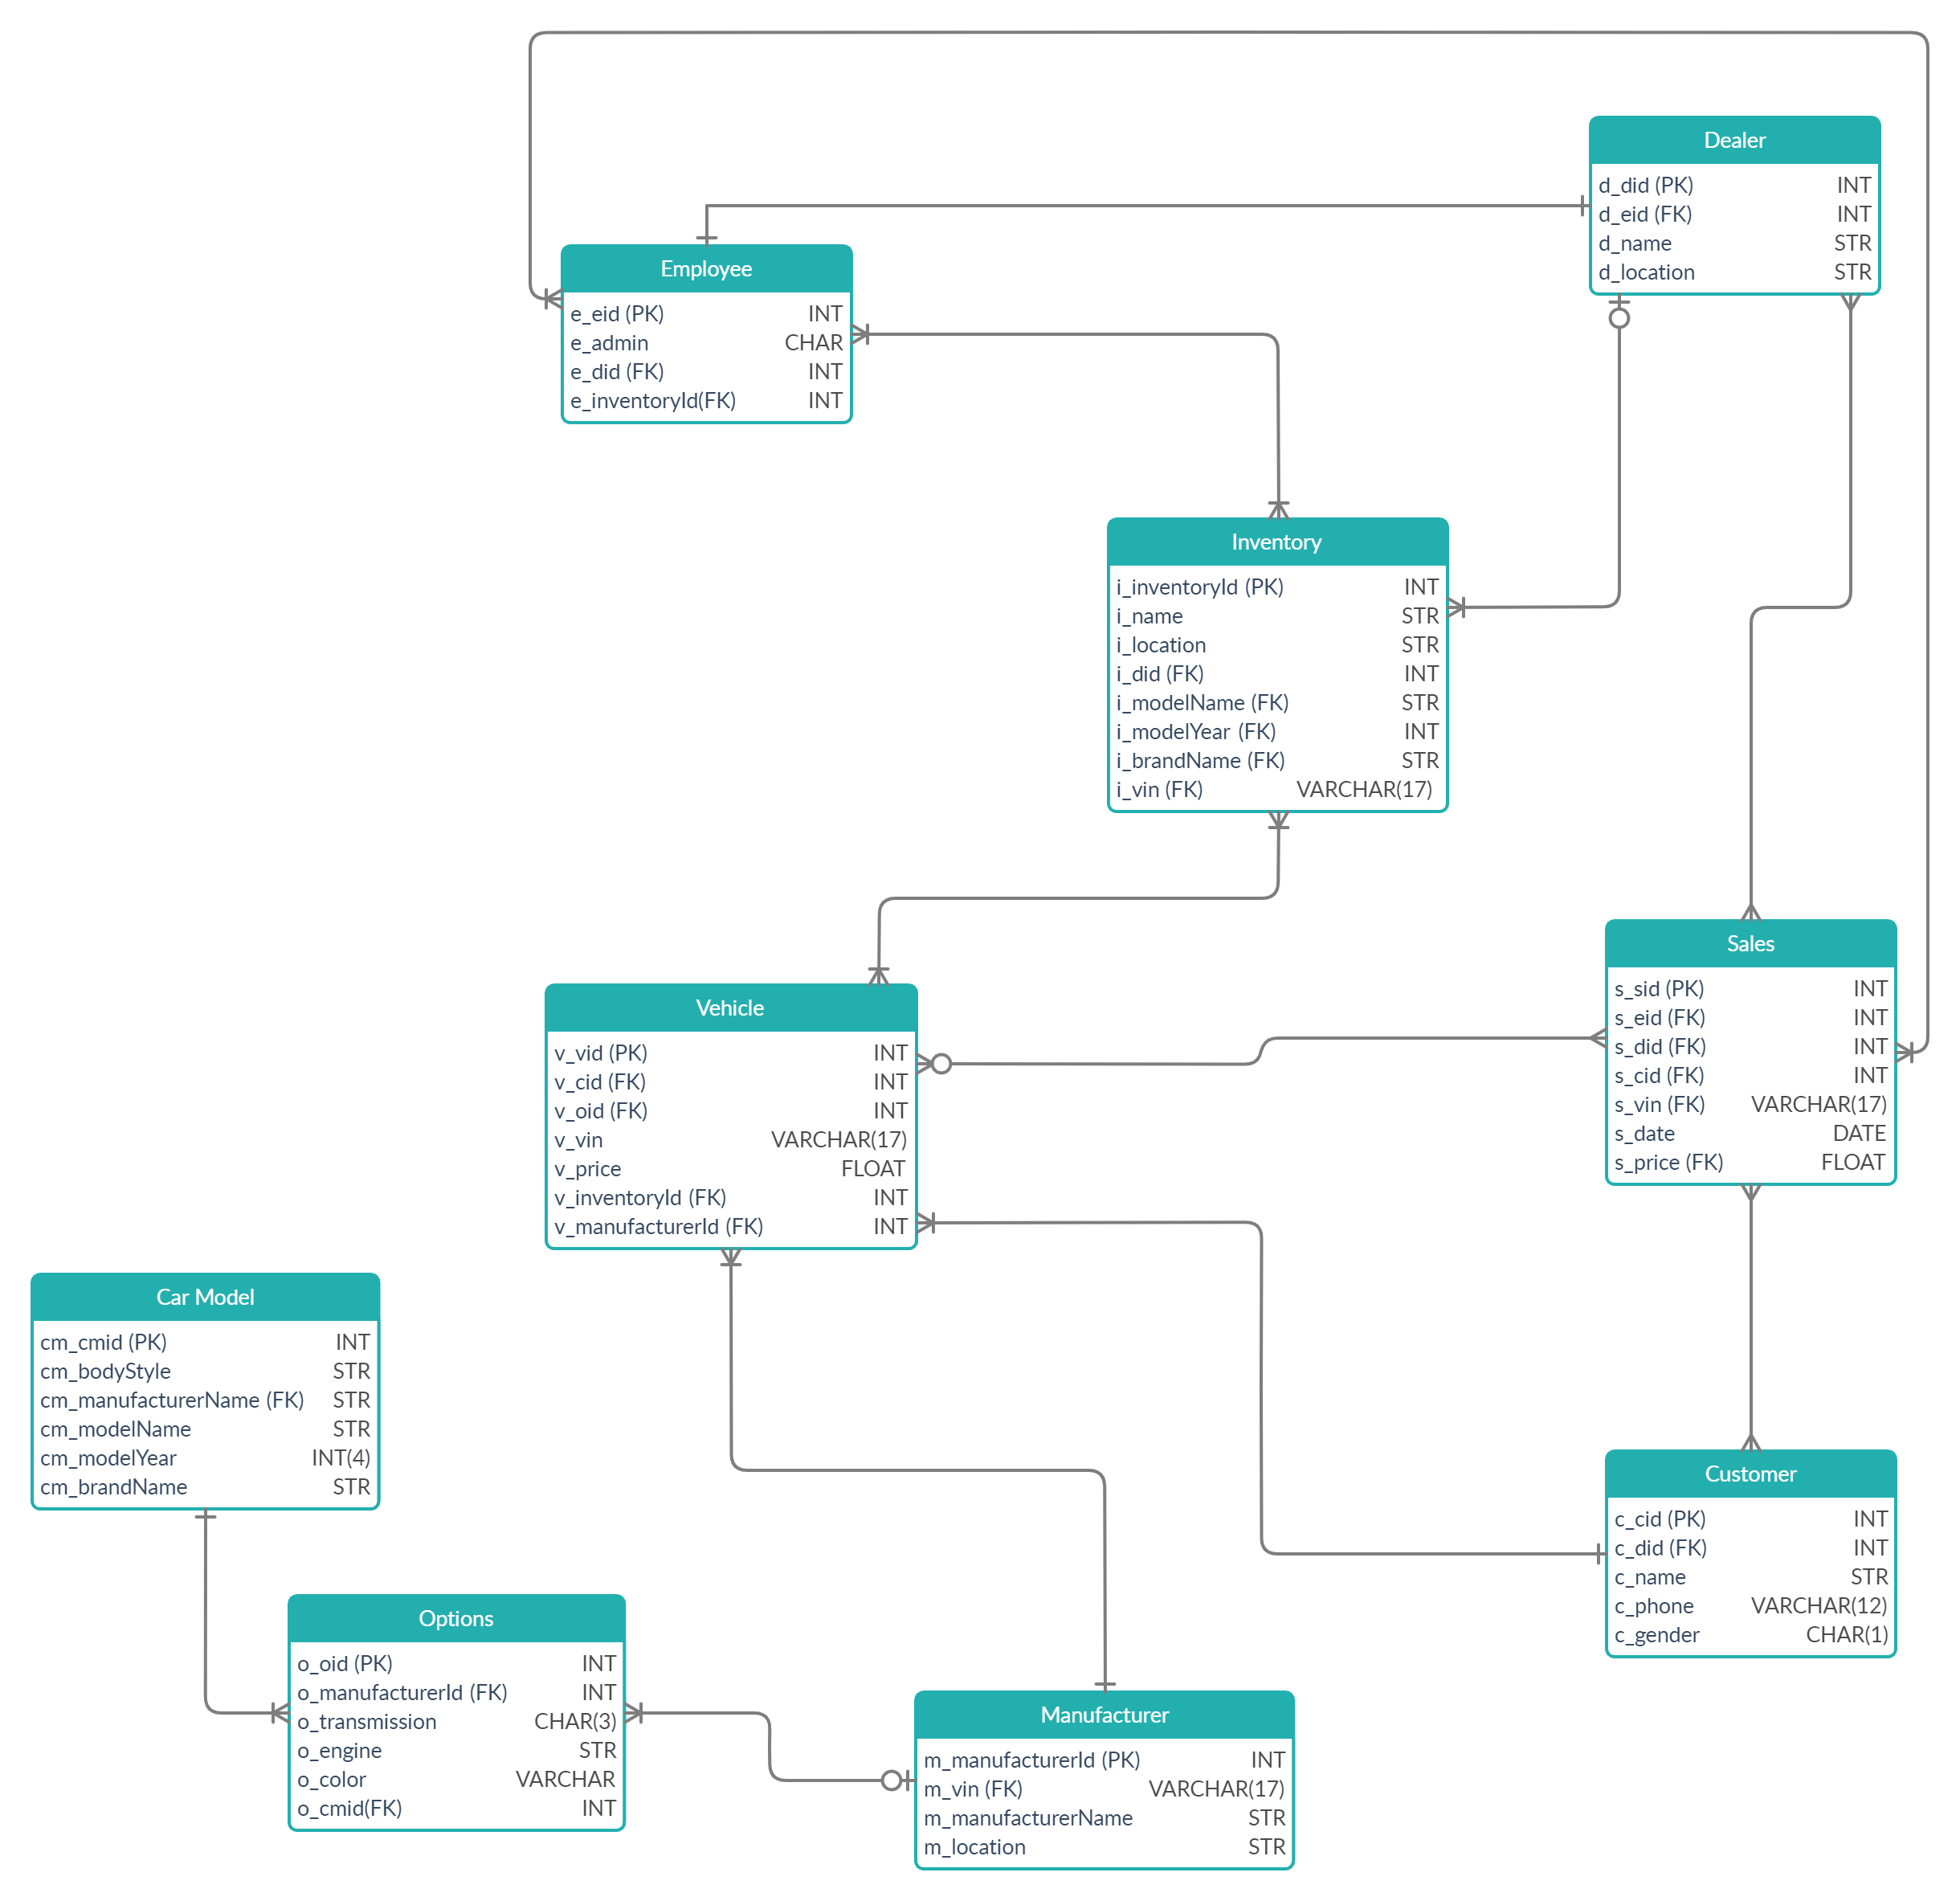 Dealer
d_did (PK) INT
d_eid (FK) INT
d_name STR
d_location STR
Employee
e_eid (PK) INT
e_admin CHAR
e_did (FK) INT
e_inventoryId(FK) INT
Inventory
i_inventoryId (PK) INT
i_name STR
i_location STR
i_did (FK) INT
i_modelName (FK) STR
i_modelYear (FK) INT
i_brandName (FK) STR
i_vin (FK) VARCHAR(17)
Sales
s_sid (PK) INT
s_eid (FK) INT
s_did (FK) INT
s_cid (FK) INT
s_vin (FK) VARCHAR(17)
s_date DATE
s_price (FK) FLOAT
Vehicle
v_vid (PK) INT
v_cid (FK) INT
v_oid (FK) INT
v_vin VARCHAR(17)
v_price FLOAT
v_inventoryId (FK) INT
v_manufacturerId (FK) INT
Car Model
cm_cmid (PK) INT
cm_bodyStyle STR
cm_manufacturerName (FK) STR
cm_modelName STR
cm_modelYear INT(4)
cm_brandName STR
Customer
c_cid (PK) INT
c_did (FK) INT
c_name STR
c_phone VARCHAR(12)
c_gender CHAR(1)
Options
o_oid (PK) INT
o_manufacturerId (FK) INT
o_transmission CHAR(3)
o_engine STR
o_color VARCHAR
o_cmid(FK) INT
Manufacturer
m_manufacturerId (PK) INT
m_vin (FK) VARCHAR(17)
m_manufacturerName STR
m_location STR